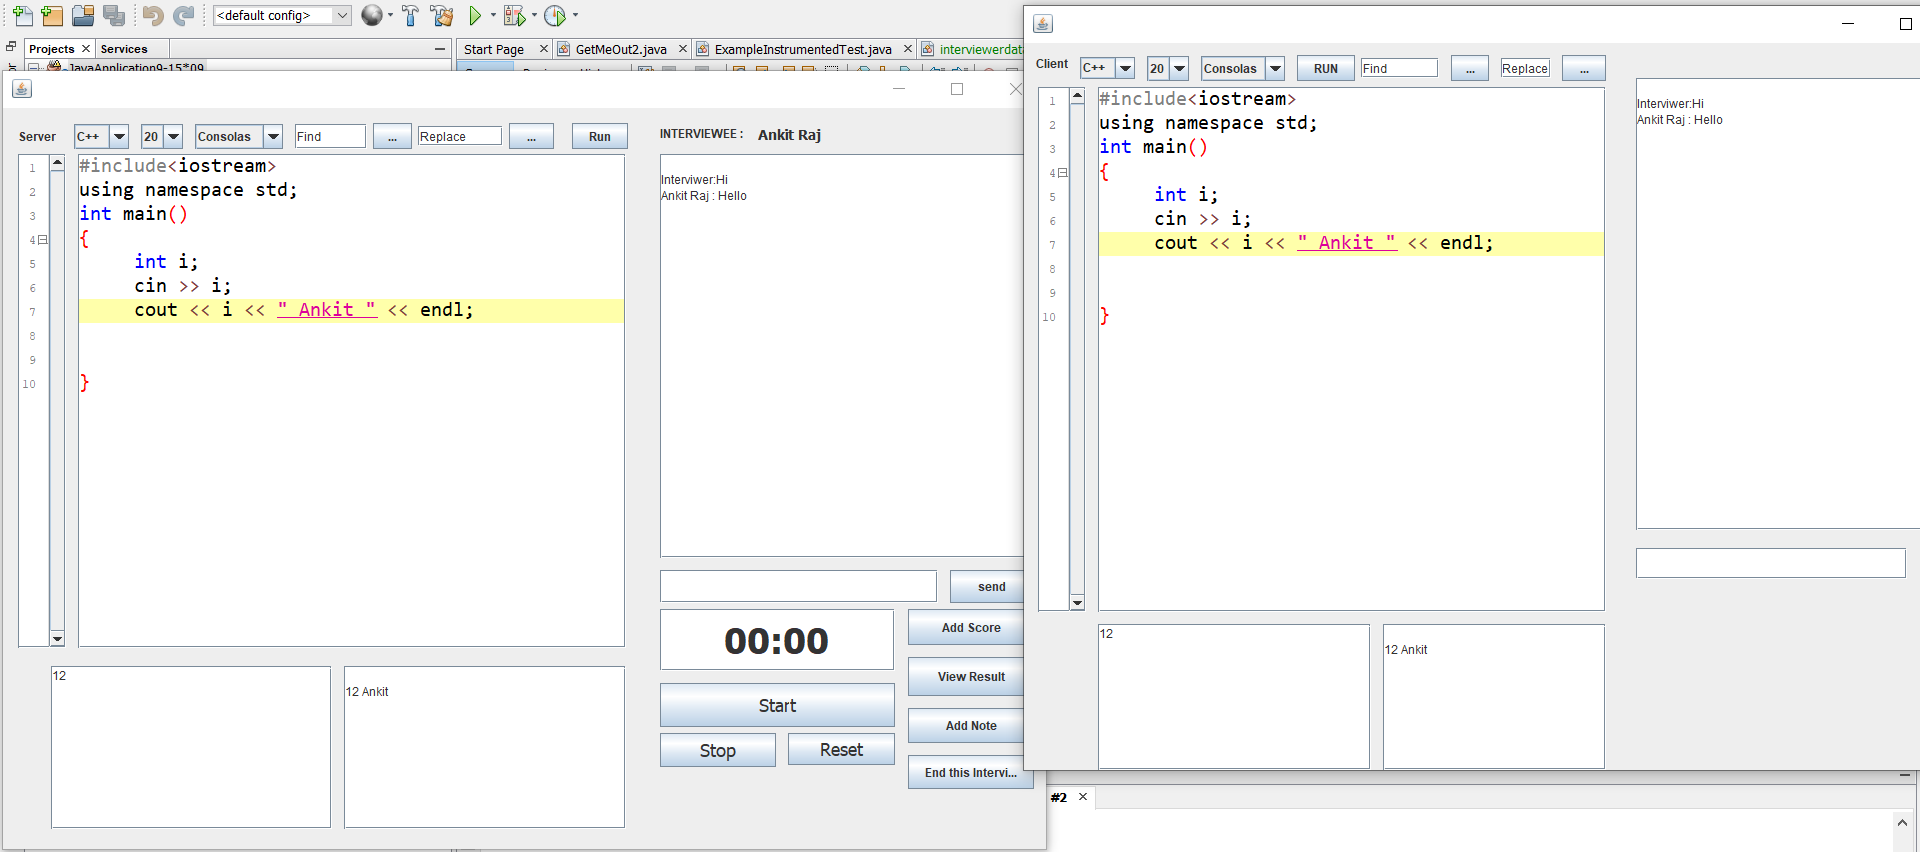 <default config>
Projects
Services
Start Page
GetMeOut2.java
ExampleInstrumentedTest.java
interviewerdata
JavaApplication9-15*09
Server
C++
20
Consolas
Find
...
Replace
...
Run
INTERVIEWEE :
Ankit Raj
1 #include<iostream>
2 using namespace std;
3 int main()
4 {
5 int i;
6 cin >> i;
7 cout << i << " Ankit " << endl;
8
9
10 }
Interviwer:Hi
Ankit Raj : Hello
send
00:00
Start
Stop
Reset
Add Score
View Result
Add Note
End this Intervi...
12
12 Ankit
Client
C++
20
Consolas
RUN
Find
...
Replace
...
1 #include<iostream>
2 using namespace std;
3 int main()
4 {
5 int i;
6 cin >> i;
7 cout << i << " Ankit " << endl;
8
9
10 }
Interviwer:Hi
Ankit Raj : Hello
12
12 Ankit
#2